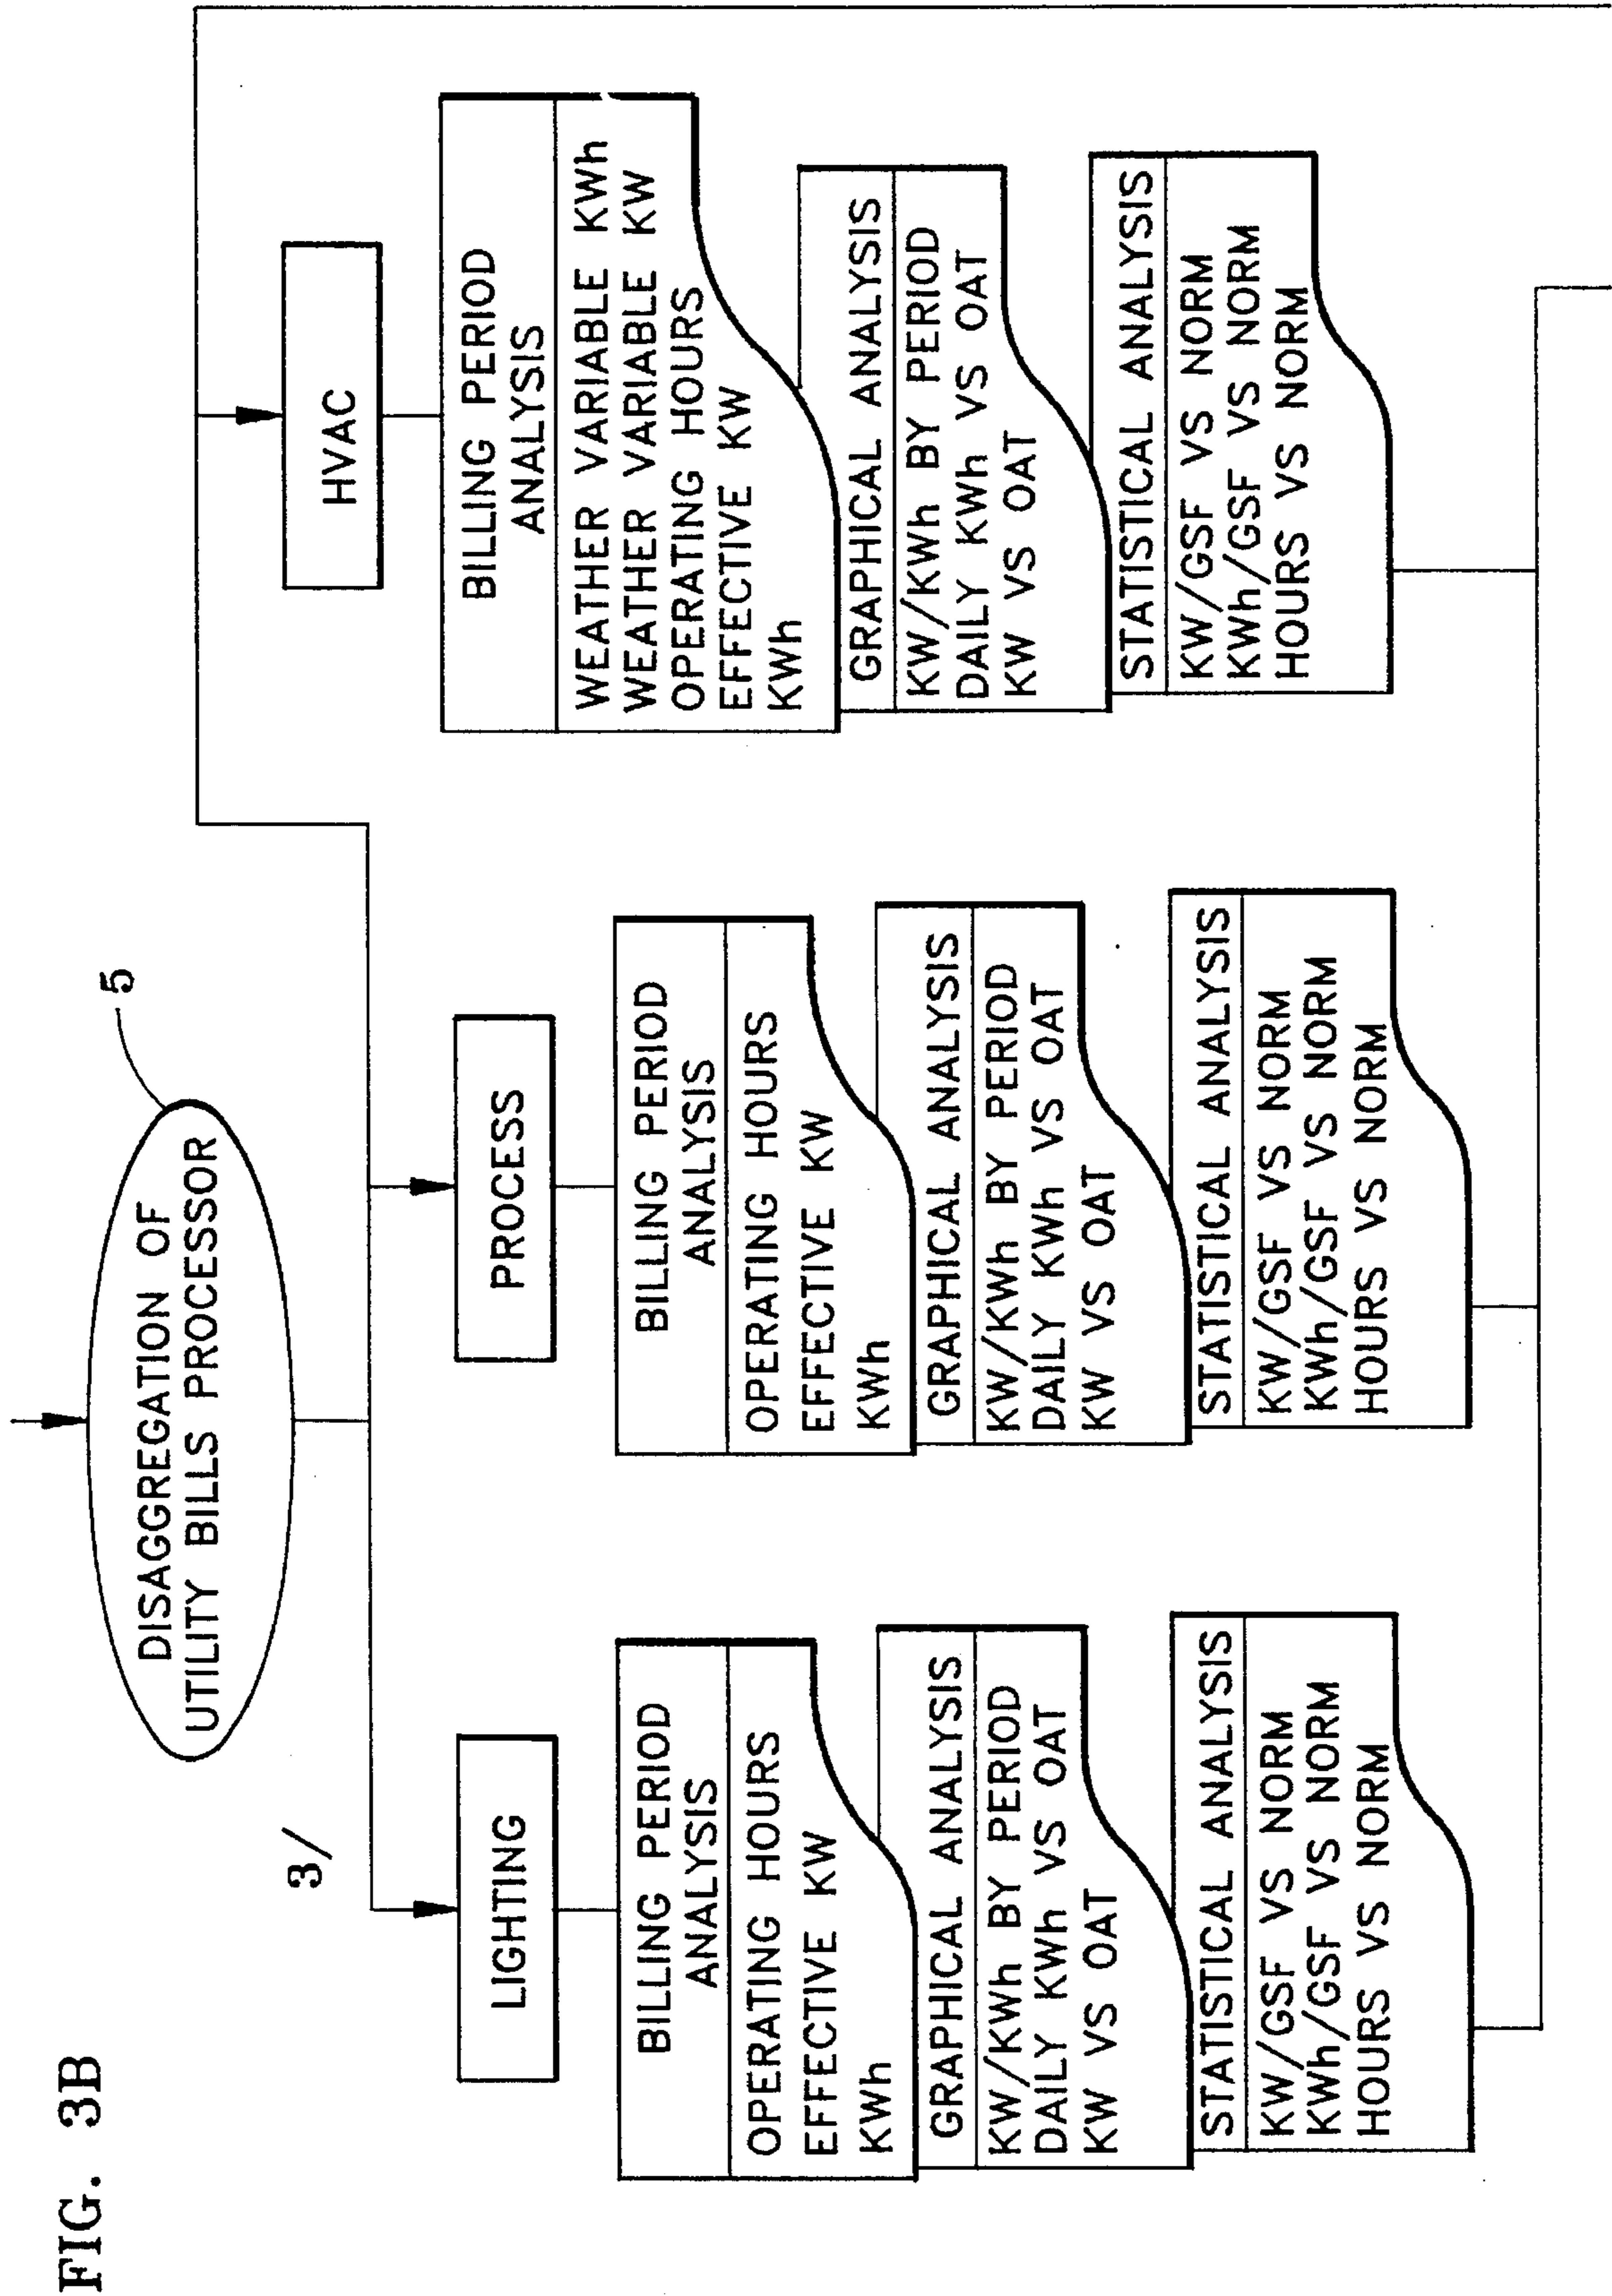 FIG. 3B
DISAGGREGATION OF
UTILITY BILLS PROCESSOR
5
3/
LIGHTING
BILLING PERIOD
ANALYSIS
OPERATING HOURS
EFFECTIVE KW
KWh
GRAPHICAL ANALYSIS
KW/KWh BY PERIOD
DAILY KWh VS OAT
KW VS OAT
STATISTICAL ANALYSIS
KW/GSF VS NORM
KWh/GSF VS NORM
HOURS VS NORM
PROCESS
BILLING PERIOD
ANALYSIS
OPERATING HOURS
EFFECTIVE KW
KWh
GRAPHICAL ANALYSIS
KW/KWh BY PERIOD
DAILY KWh VS OAT
KW VS OAT
STATISTICAL ANALYSIS
KW/GSF VS NORM
KWh/GSF VS NORM
HOURS VS NORM
HVAC
BILLING PERIOD
ANALYSIS
WEATHER VARIABLE KWh
WEATHER VARIABLE KW
OPERATING HOURS
EFFECTIVE KW
KWh
GRAPHICAL ANALYSIS
KW/KWh BY PERIOD
DAILY KWh VS OAT
KW VS OAT
STATISTICAL ANALYSIS
KW/GSF VS NORM
KWh/GSF VS NORM
HOURS VS NORM